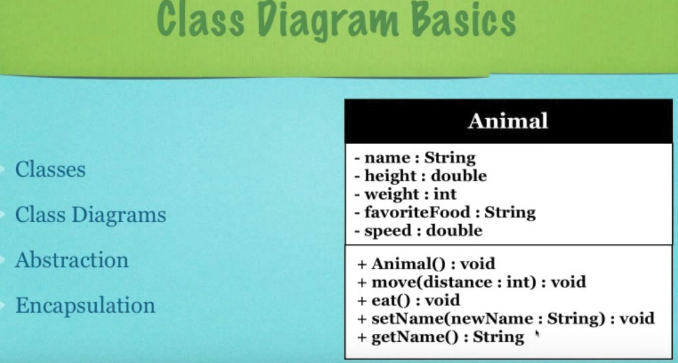 Class Diagram Basics
Classes
Class Diagrams
Abstraction
Encapsulation
Animal
- name : String
- height : double
- weight : int
- favoriteFood : String
- speed : double
+ Animal() : void
+ move(distance : int) : void
+ eat() : void
+ setName(newName : String) : void
+ getName() : String